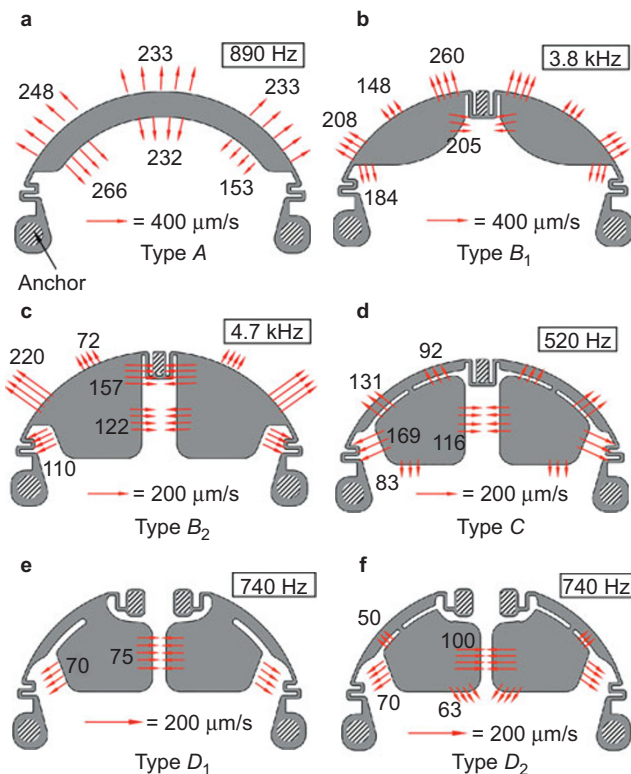 a
233
890 Hz
248
233
232
266
153
= 400 μm/s
Type A
Anchor
b
260
3.8 kHz
148
208
205
184
= 400 μm/s
Type B₁
c
72
4.7 kHz
220
157
122
110
= 200 μm/s
Type B₂
d
92
520 Hz
131
169
116
83
= 200 μm/s
Type C
e
740 Hz
70
75
= 200 μm/s
Type D₁
f
740 Hz
50
100
70
63
= 200 μm/s
Type D₂